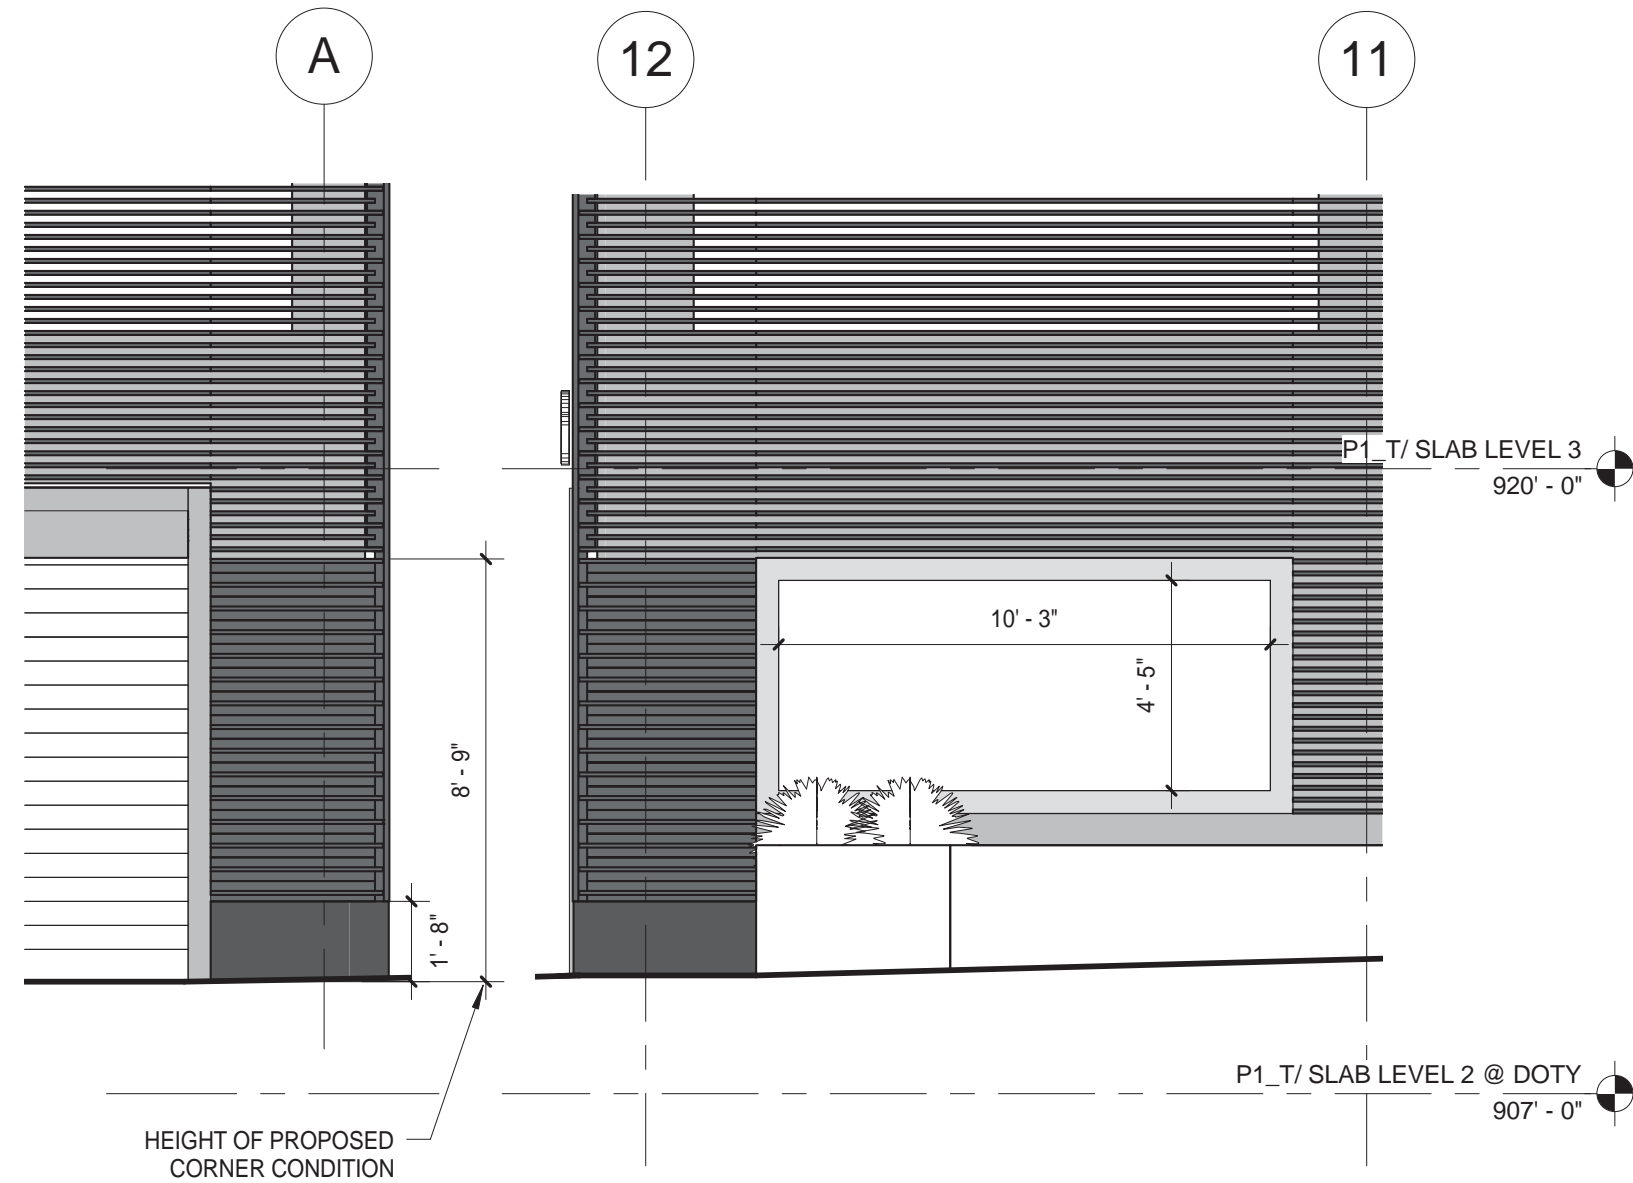 A
12
11
P1_T/ SLAB LEVEL 3
920' - 0"
10' - 3"
4' - 5"
8' - 9"
1' - 8"
P1_T/ SLAB LEVEL 2 @ DOTY
907' - 0"
HEIGHT OF PROPOSED
CORNER CONDITION